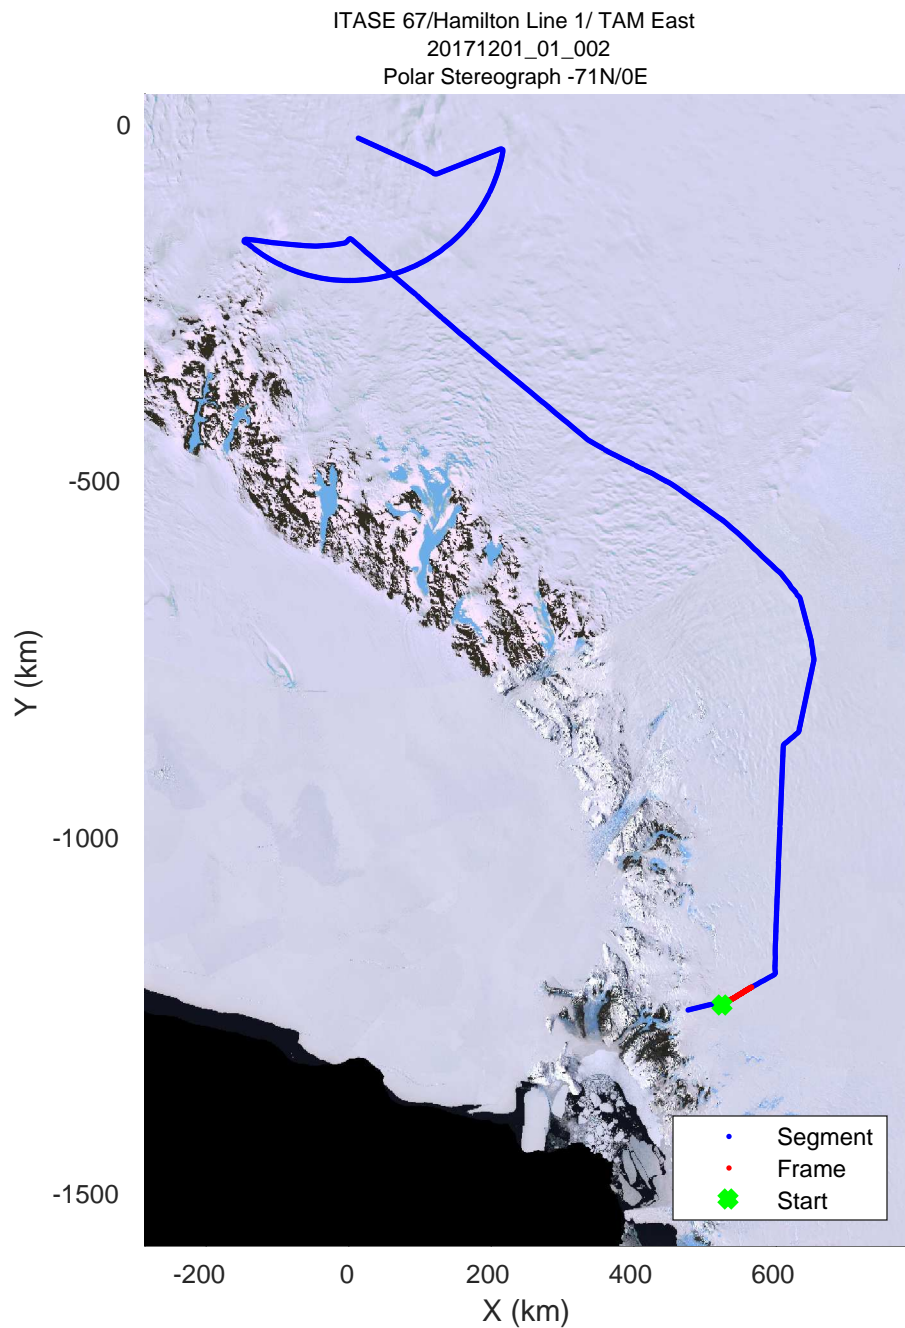 ITASE 67/Hamilton Line 1/ TAM East
20171201_01_002
Polar Stereograph -71N/0E
0
-500
-1000
-1500
Y (km)
-200
0
200
400
600
X (km)
Segment
Frame
Start